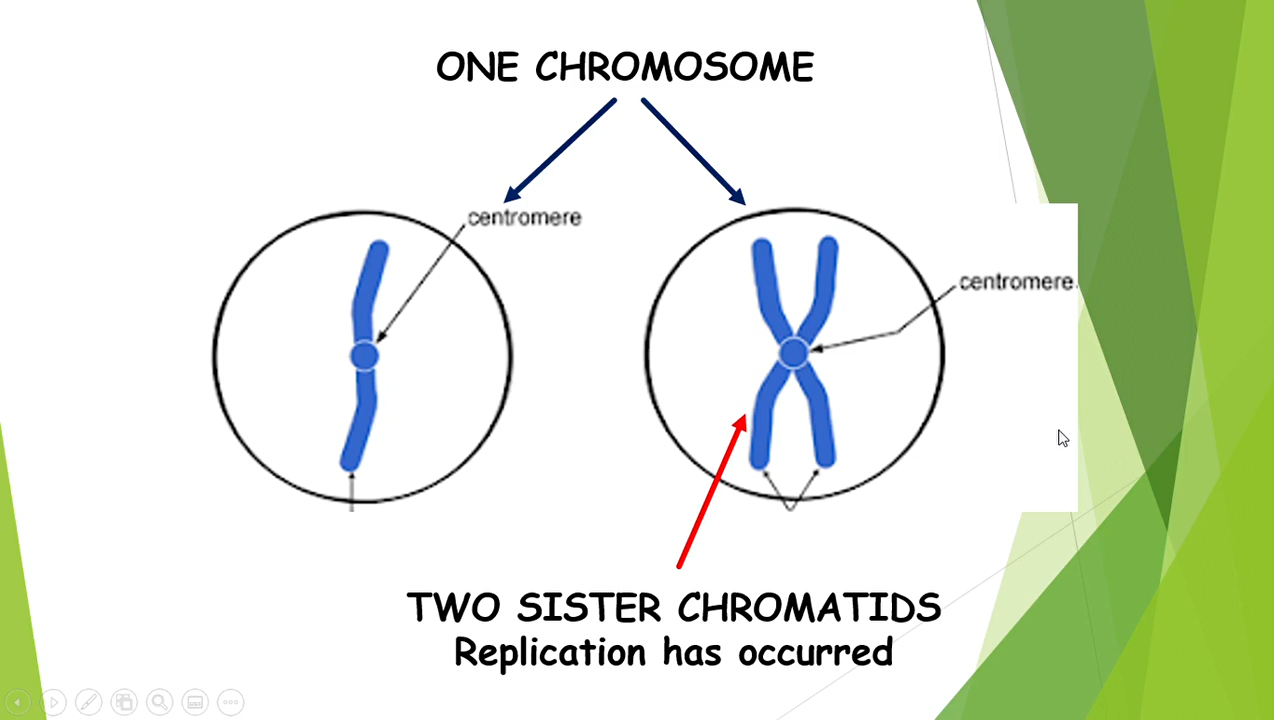 ONE CHROMOSOME
centromere
centromere
TWO SISTER CHROMATIDS
Replication has occurred